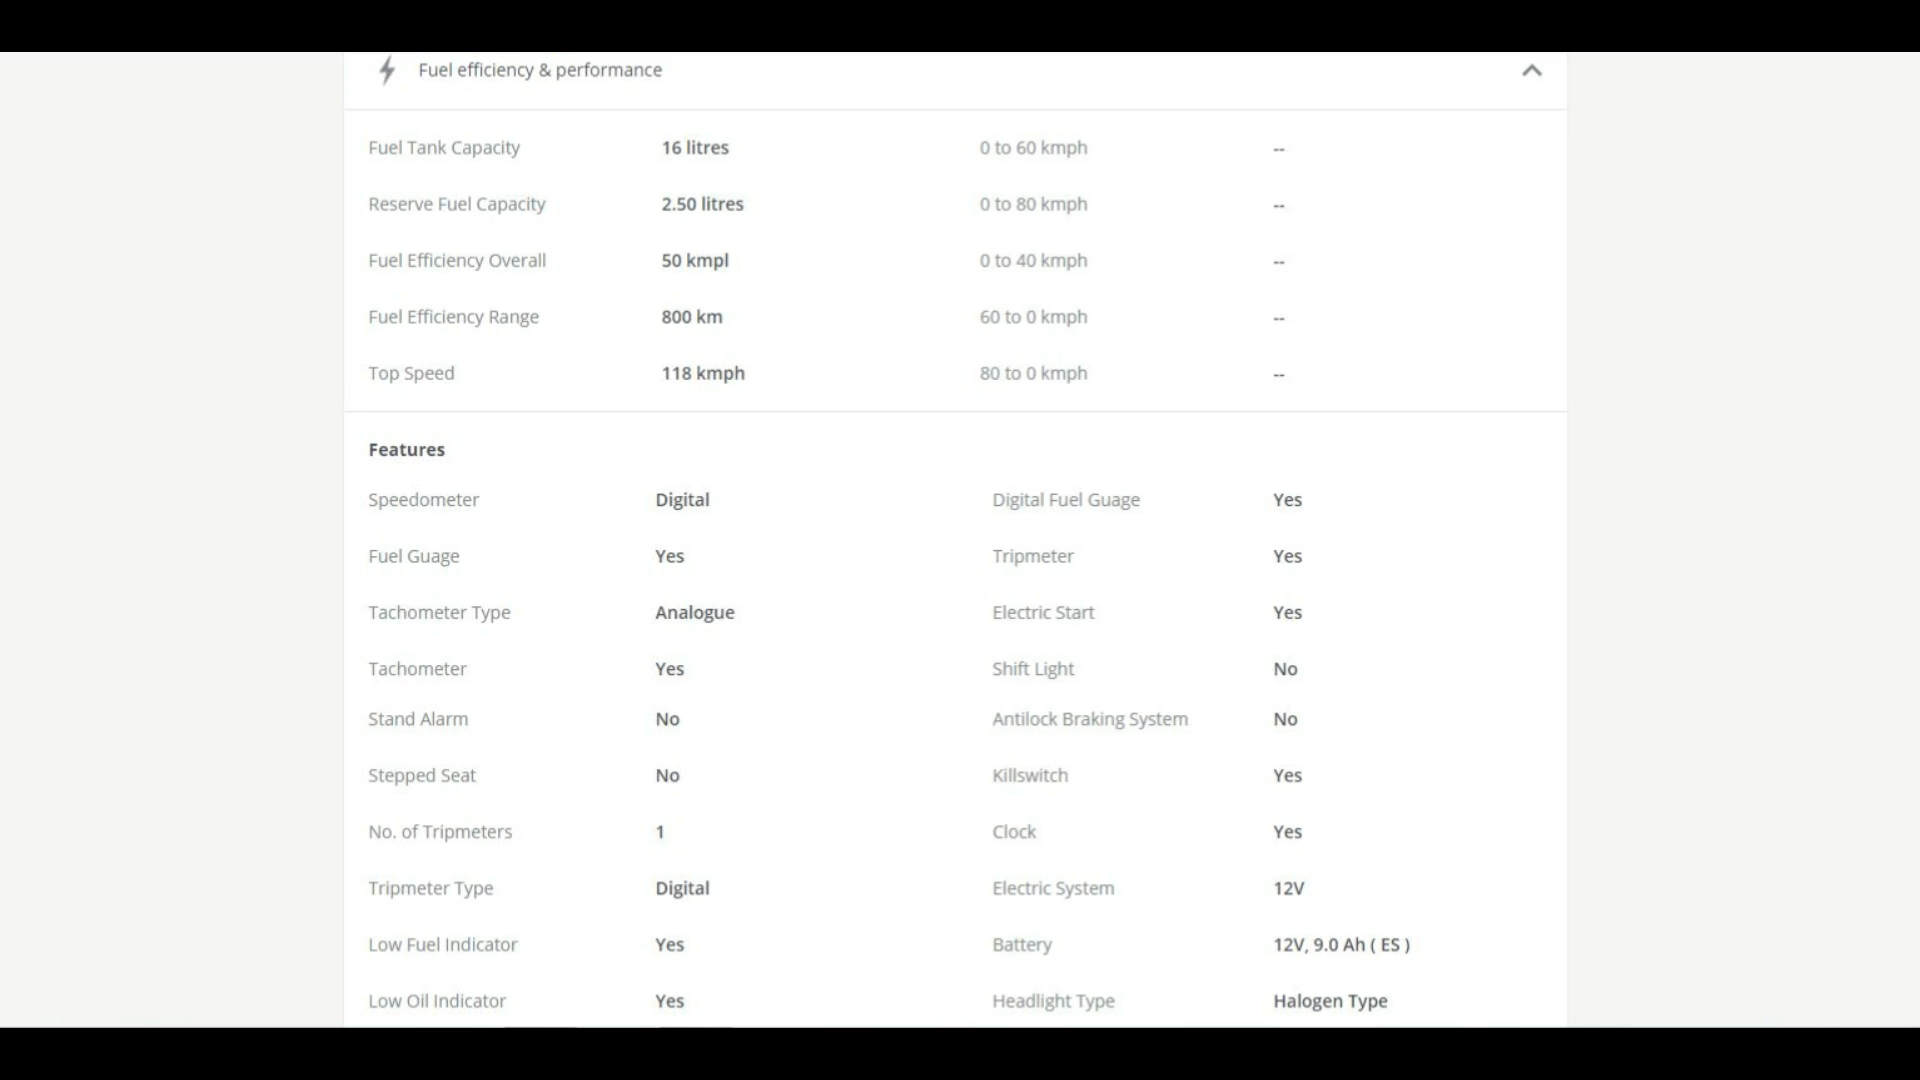 Fuel efficiency & performance
Fuel Tank Capacity 16 litres 0 to 60 kmph --
Reserve Fuel Capacity 2.50 litres 0 to 80 kmph --
Fuel Efficiency Overall 50 kmpl 0 to 40 kmph --
Fuel Efficiency Range 800 km 60 to 0 kmph --
Top Speed 118 kmph 80 to 0 kmph --
Features
Speedometer Digital Digital Fuel Guage Yes
Fuel Guage Yes Tripmeter Yes
Tachometer Type Analogue Electric Start Yes
Tachometer Yes Shift Light No
Stand Alarm No Antilock Braking System No
Stepped Seat No Killswitch Yes
No. of Tripmeters 1 Clock Yes
Tripmeter Type Digital Electric System 12V
Low Fuel Indicator Yes Battery 12V, 9.0 Ah ( ES )
Low Oil Indicator Yes Headlight Type Halogen Type